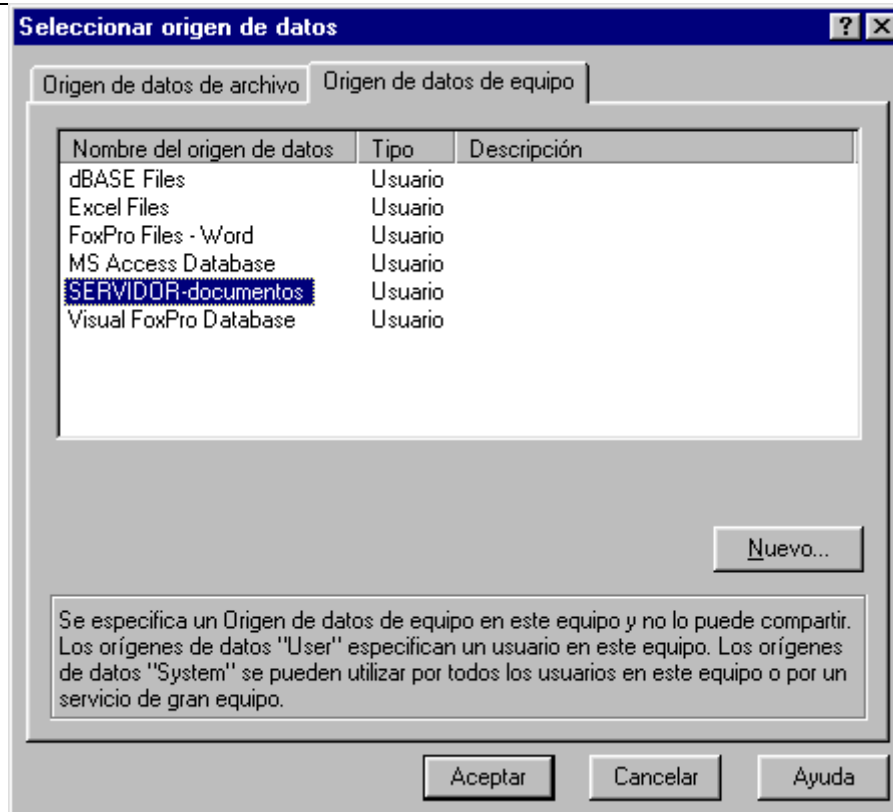 Seleccionar origen de datos
Origen de datos de archivo Origen de datos de equipo
Nombre del origen de datos Tipo Descripción
dBASE Files Usuario
Excel Files Usuario
FoxPro Files - Word Usuario
MS Access Database Usuario
SERVIDOR-documentos Usuario
Visual FoxPro Database Usuario
Nuevo...
Se especifica un Origen de datos de equipo en este equipo y no lo puede compartir.
Los orígenes de datos "User" especifican un usuario en este equipo. Los orígenes
de datos "System" se pueden utilizar por todos los usuarios en este equipo o por un
servicio de gran equipo.
Aceptar Cancelar Ayuda